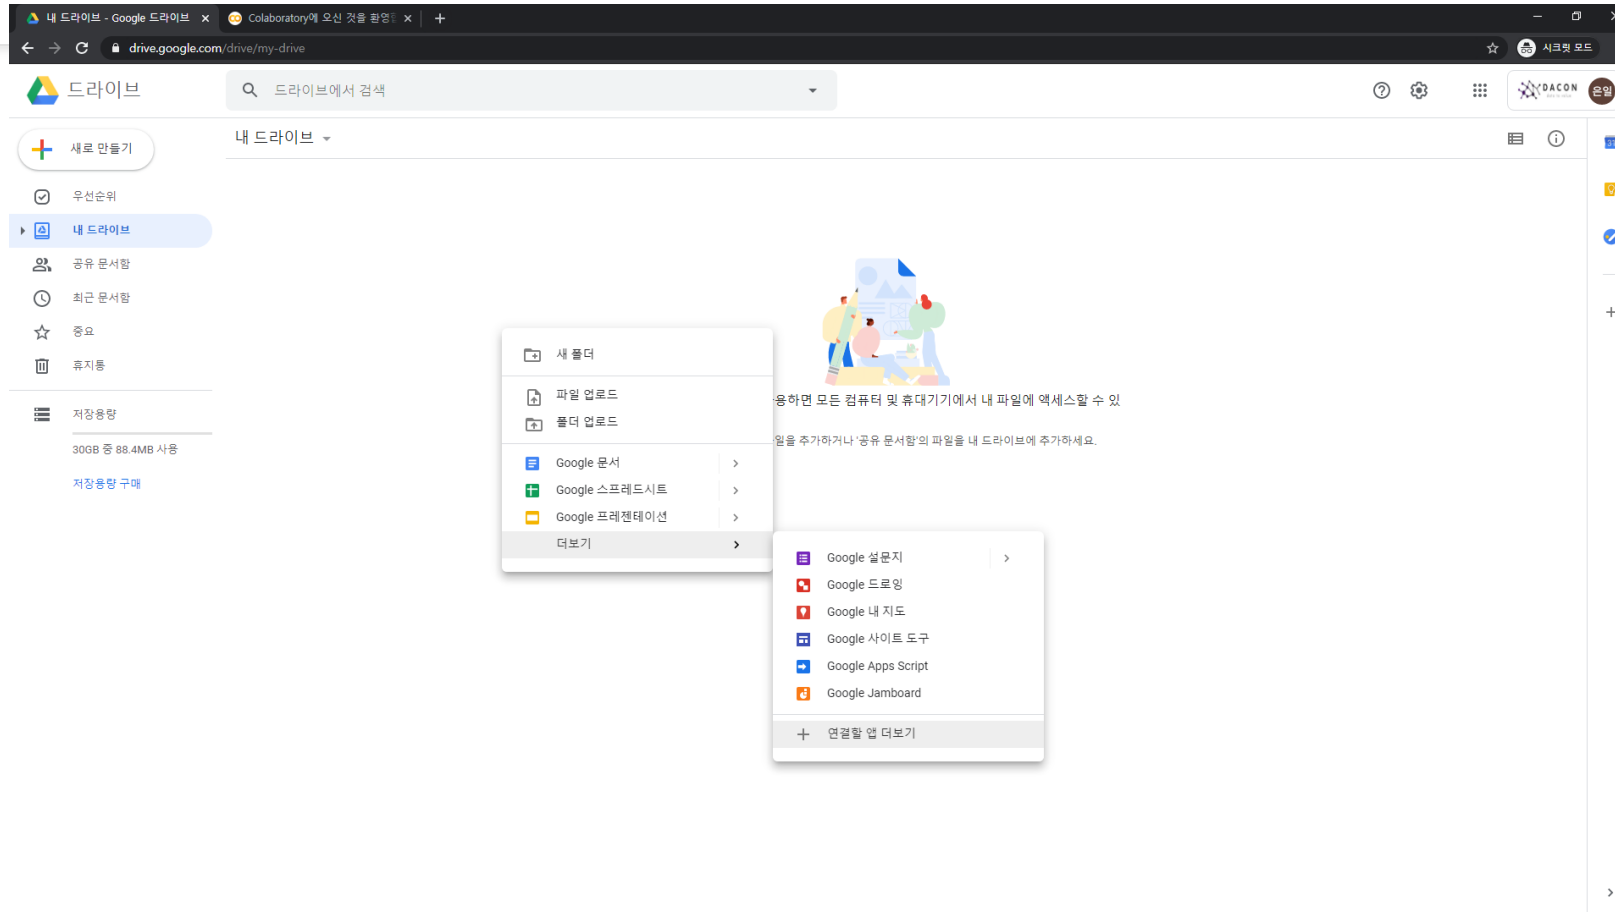 내 드라이브 - Google 드라이브
Colaboratory에 오신 것을 환영
drive.google.com/drive/my-drive
시크릿 모드
드라이브
드라이브에서 검색
DACON
은일
새로 만들기
내 드라이브
우선순위
내 드라이브
공유 문서함
최근 문서함
중요
휴지통
저장용량
30GB 중 88.4MB 사용
저장용량 구매
용하면 모든 컴퓨터 및 휴대기기에서 내 파일에 액세스할 수 있
일을 추가하거나 '공유 문서함'의 파일을 내 드라이브에 추가하세요.
새 폴더
파일 업로드
폴더 업로드
Google 문서
Google 스프레드시트
Google 프레젠테이션
더보기
Google 설문지
Google 드로잉
Google 내 지도
Google 사이트 도구
Google Apps Script
Google Jamboard
연결할 앱 더보기